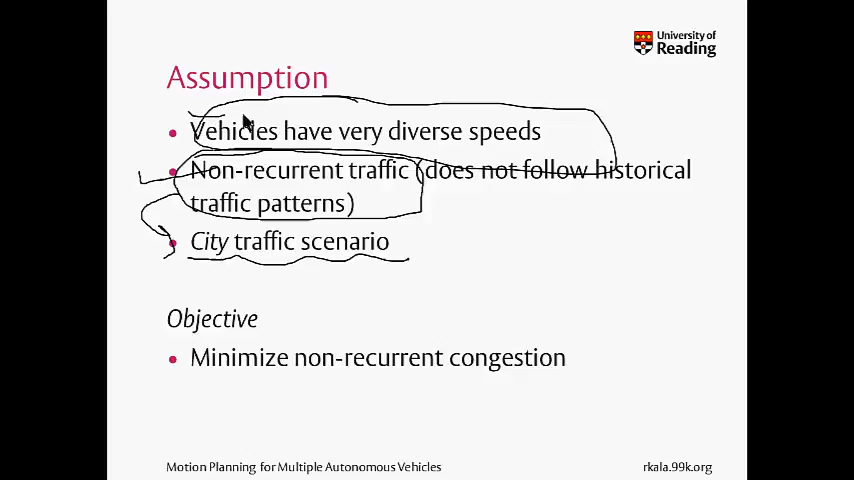 University of
Reading
Assumption
• Vehicles have very diverse speeds
• Non-recurrent traffic (does not follow historical
traffic patterns)
• City traffic scenario
Objective
• Minimize non-recurrent congestion
Motion Planning for Multiple Autonomous Vehicles
rkala.99k.org